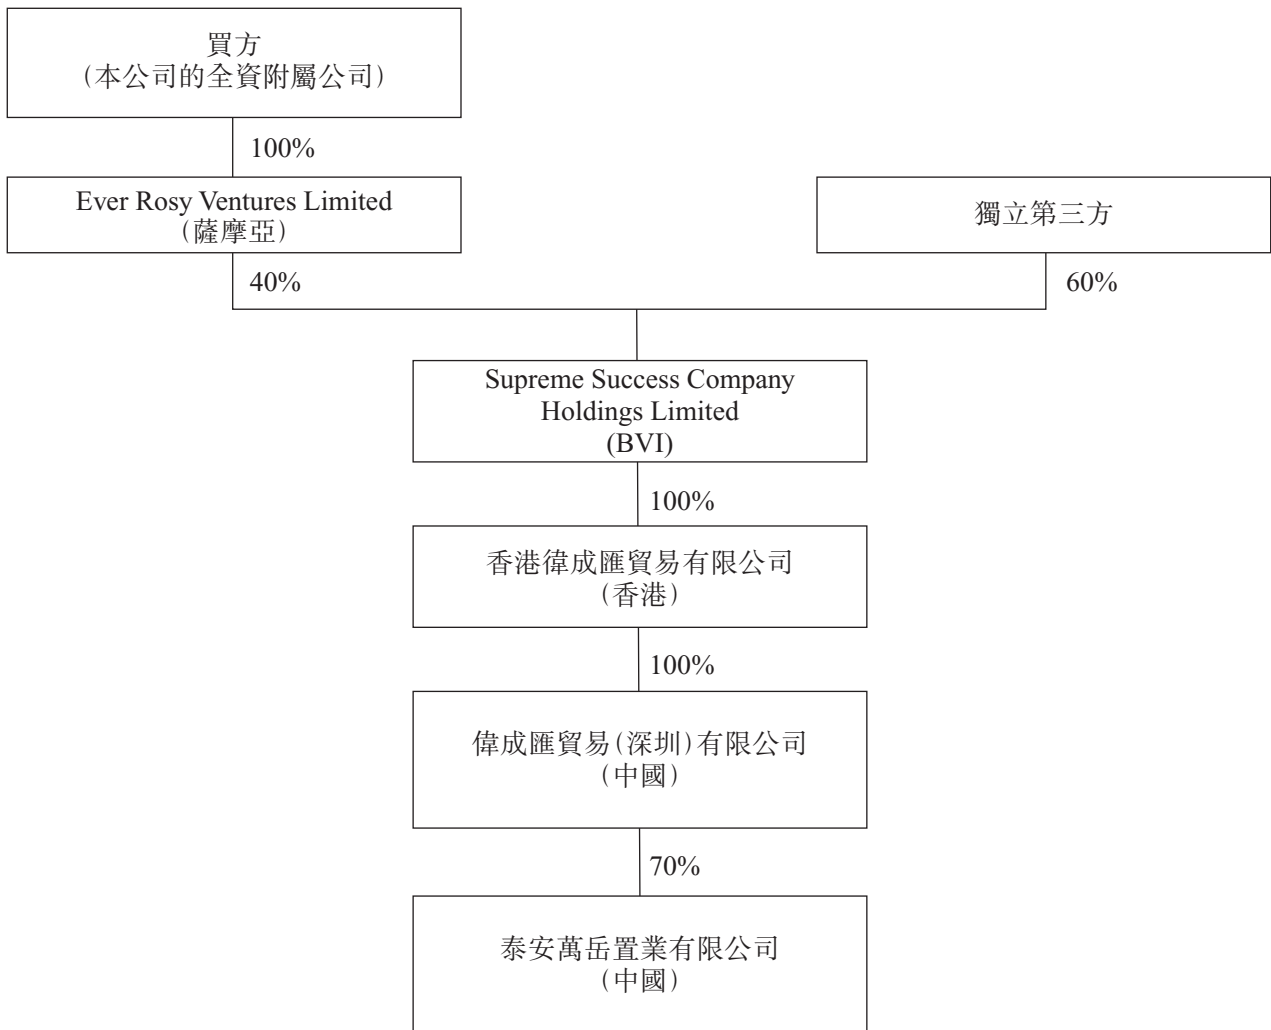 買方
(本公司的全資附屬公司)
100%
Ever Rosy Ventures Limited
(薩摩亞)
獨立第三方
40%
60%
Supreme Success Company
Holdings Limited
(BVI)
100%
香港偉成匯貿易有限公司
(香港)
100%
偉成匯貿易(深圳)有限公司
(中國)
70%
泰安萬岳置業有限公司
(中國)